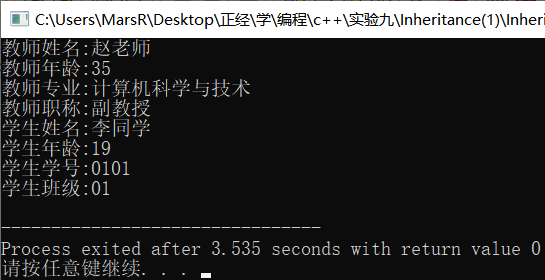 C:\Users\MarsR\Desktop\正经\学\编程\c++\实验九\Inheritance(1)\Inheri
教师姓名:赵老师
教师年龄:35
教师专业:计算机科学与技术
教师职称:副教授
学生姓名:李同学
学生年龄:19
学生学号:0101
学生班级:01
--------------------------------
Process exited after 3.535 seconds with return value 0
请按任意键继续. . .